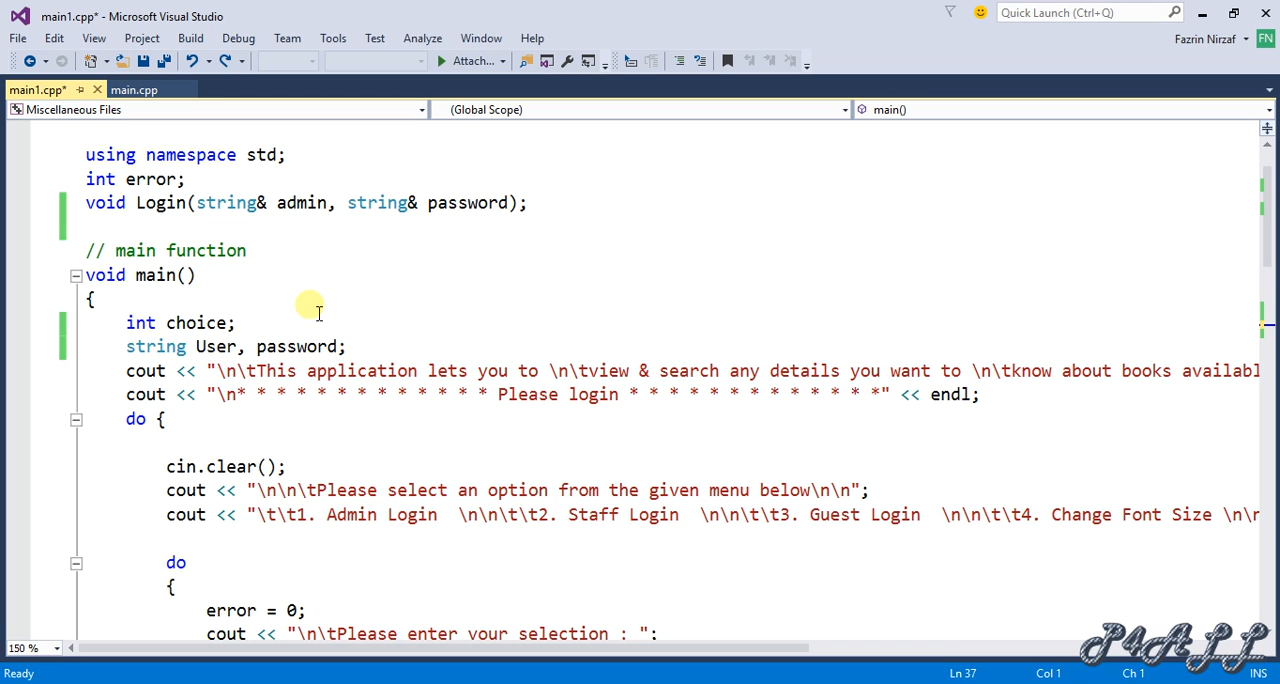 main1.cpp* - Microsoft Visual Studio
Quick Launch (Ctrl+Q)
File Edit View Project Build Debug Team Tools Test Analyze Window Help
Fazrin Nirzaf FN
Attach...
main1.cpp* main.cpp
Miscellaneous Files (Global Scope) main()
using namespace std;
int error;
void Login(string& admin, string& password);
// main function
void main()
{
int choice;
string User, password;
cout << "\n\tThis application lets you to \n\tview & search any details you want to \n\tknow about books availabl
cout << "\n* * * * * * * * * * * * * Please login * * * * * * * * * * * * *" << endl;
do {
cin.clear();
cout << "\n\n\tPlease select an option from the given menu below\n\n";
cout << "\t\t1. Admin Login  \n\n\t\t2. Staff Login  \n\n\t\t3. Guest Login  \n\n\t\t4. Change Font Size \n\n
do
{
error = 0;
cout << "\n\tPlease enter your selection : ";
150 %
P4ALL
Ready Ln 37 Col 1 Ch 1 INS